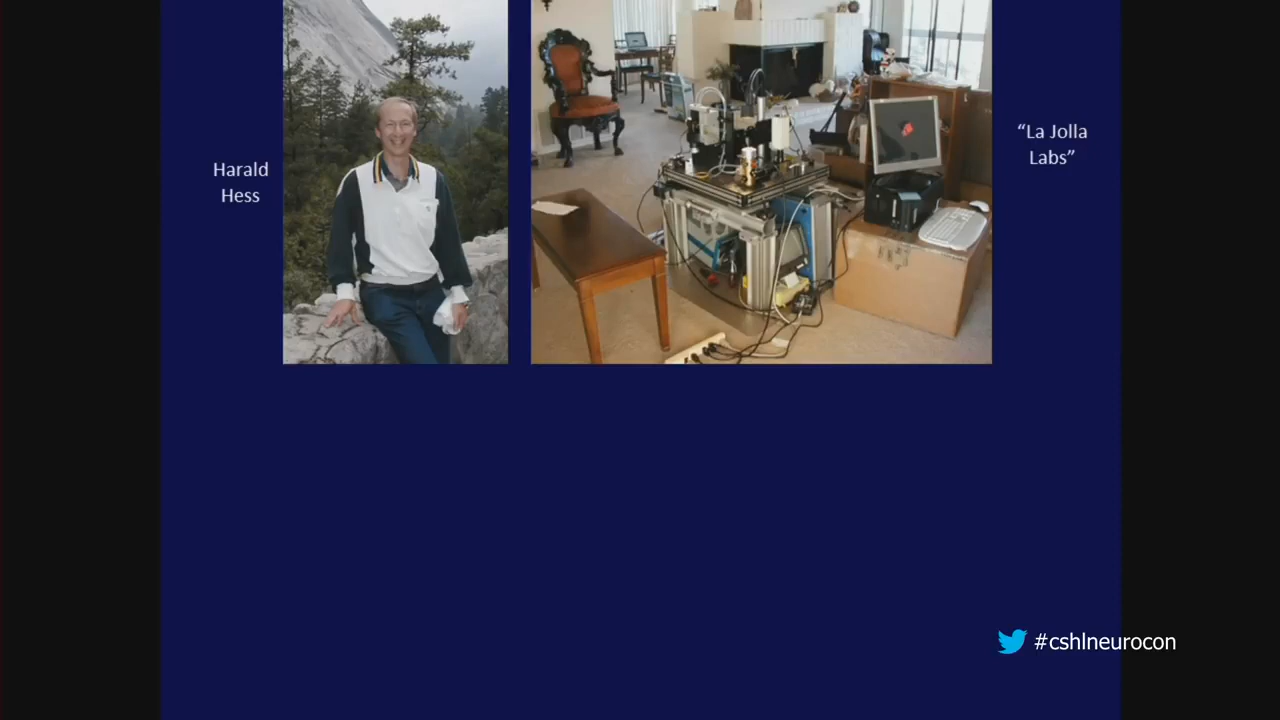 Harald
Hess
“La Jolla
Labs”
#cshlneurocon